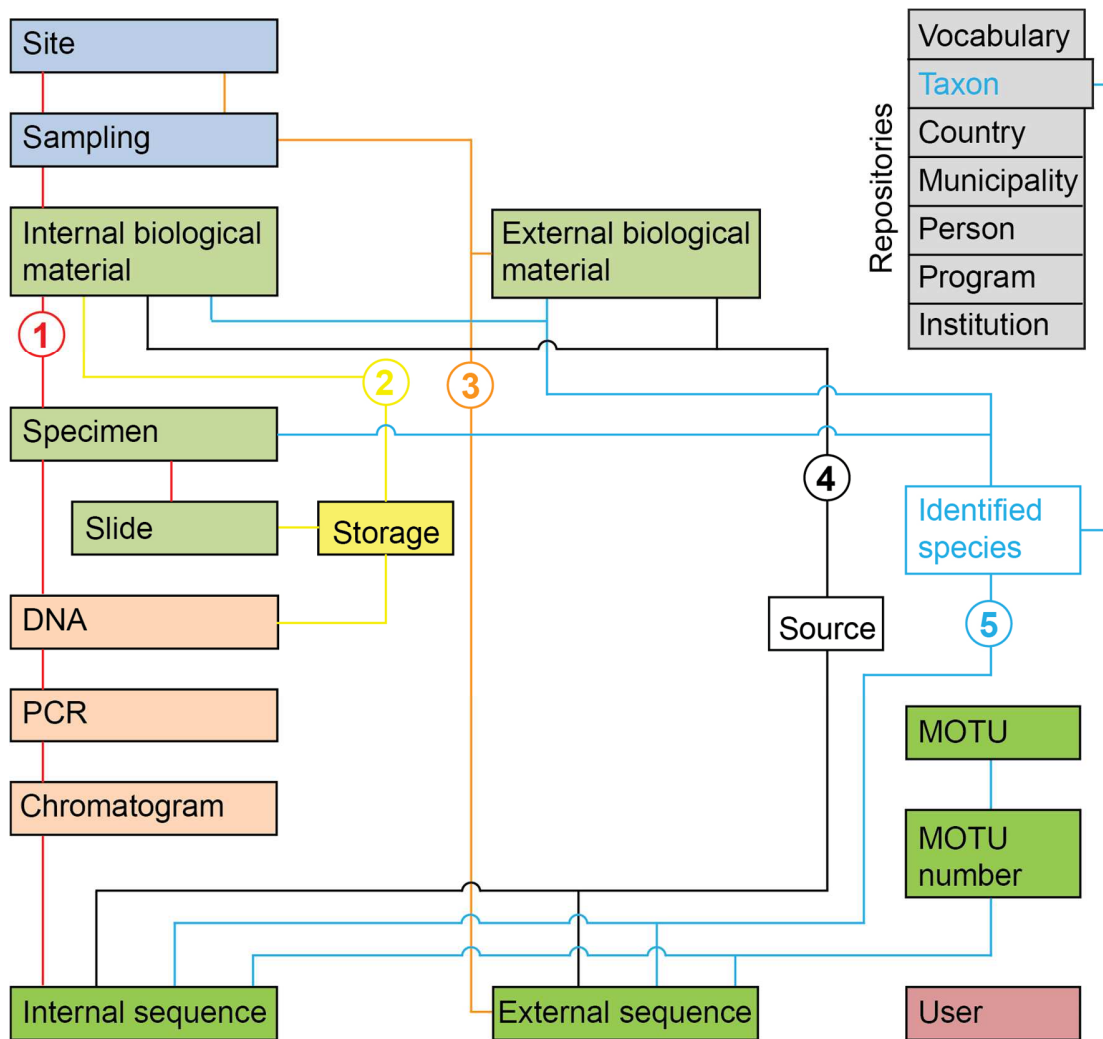 Site
Sampling
Internal biological
material
External biological
material
1
2
3
Specimen
Slide
Storage
4
DNA
Source
PCR
Chromatogram
Internal sequence
External sequence
Repositories
Vocabulary
Taxon
Country
Municipality
Person
Program
Institution
Identified
species
5
MOTU
MOTU
number
User